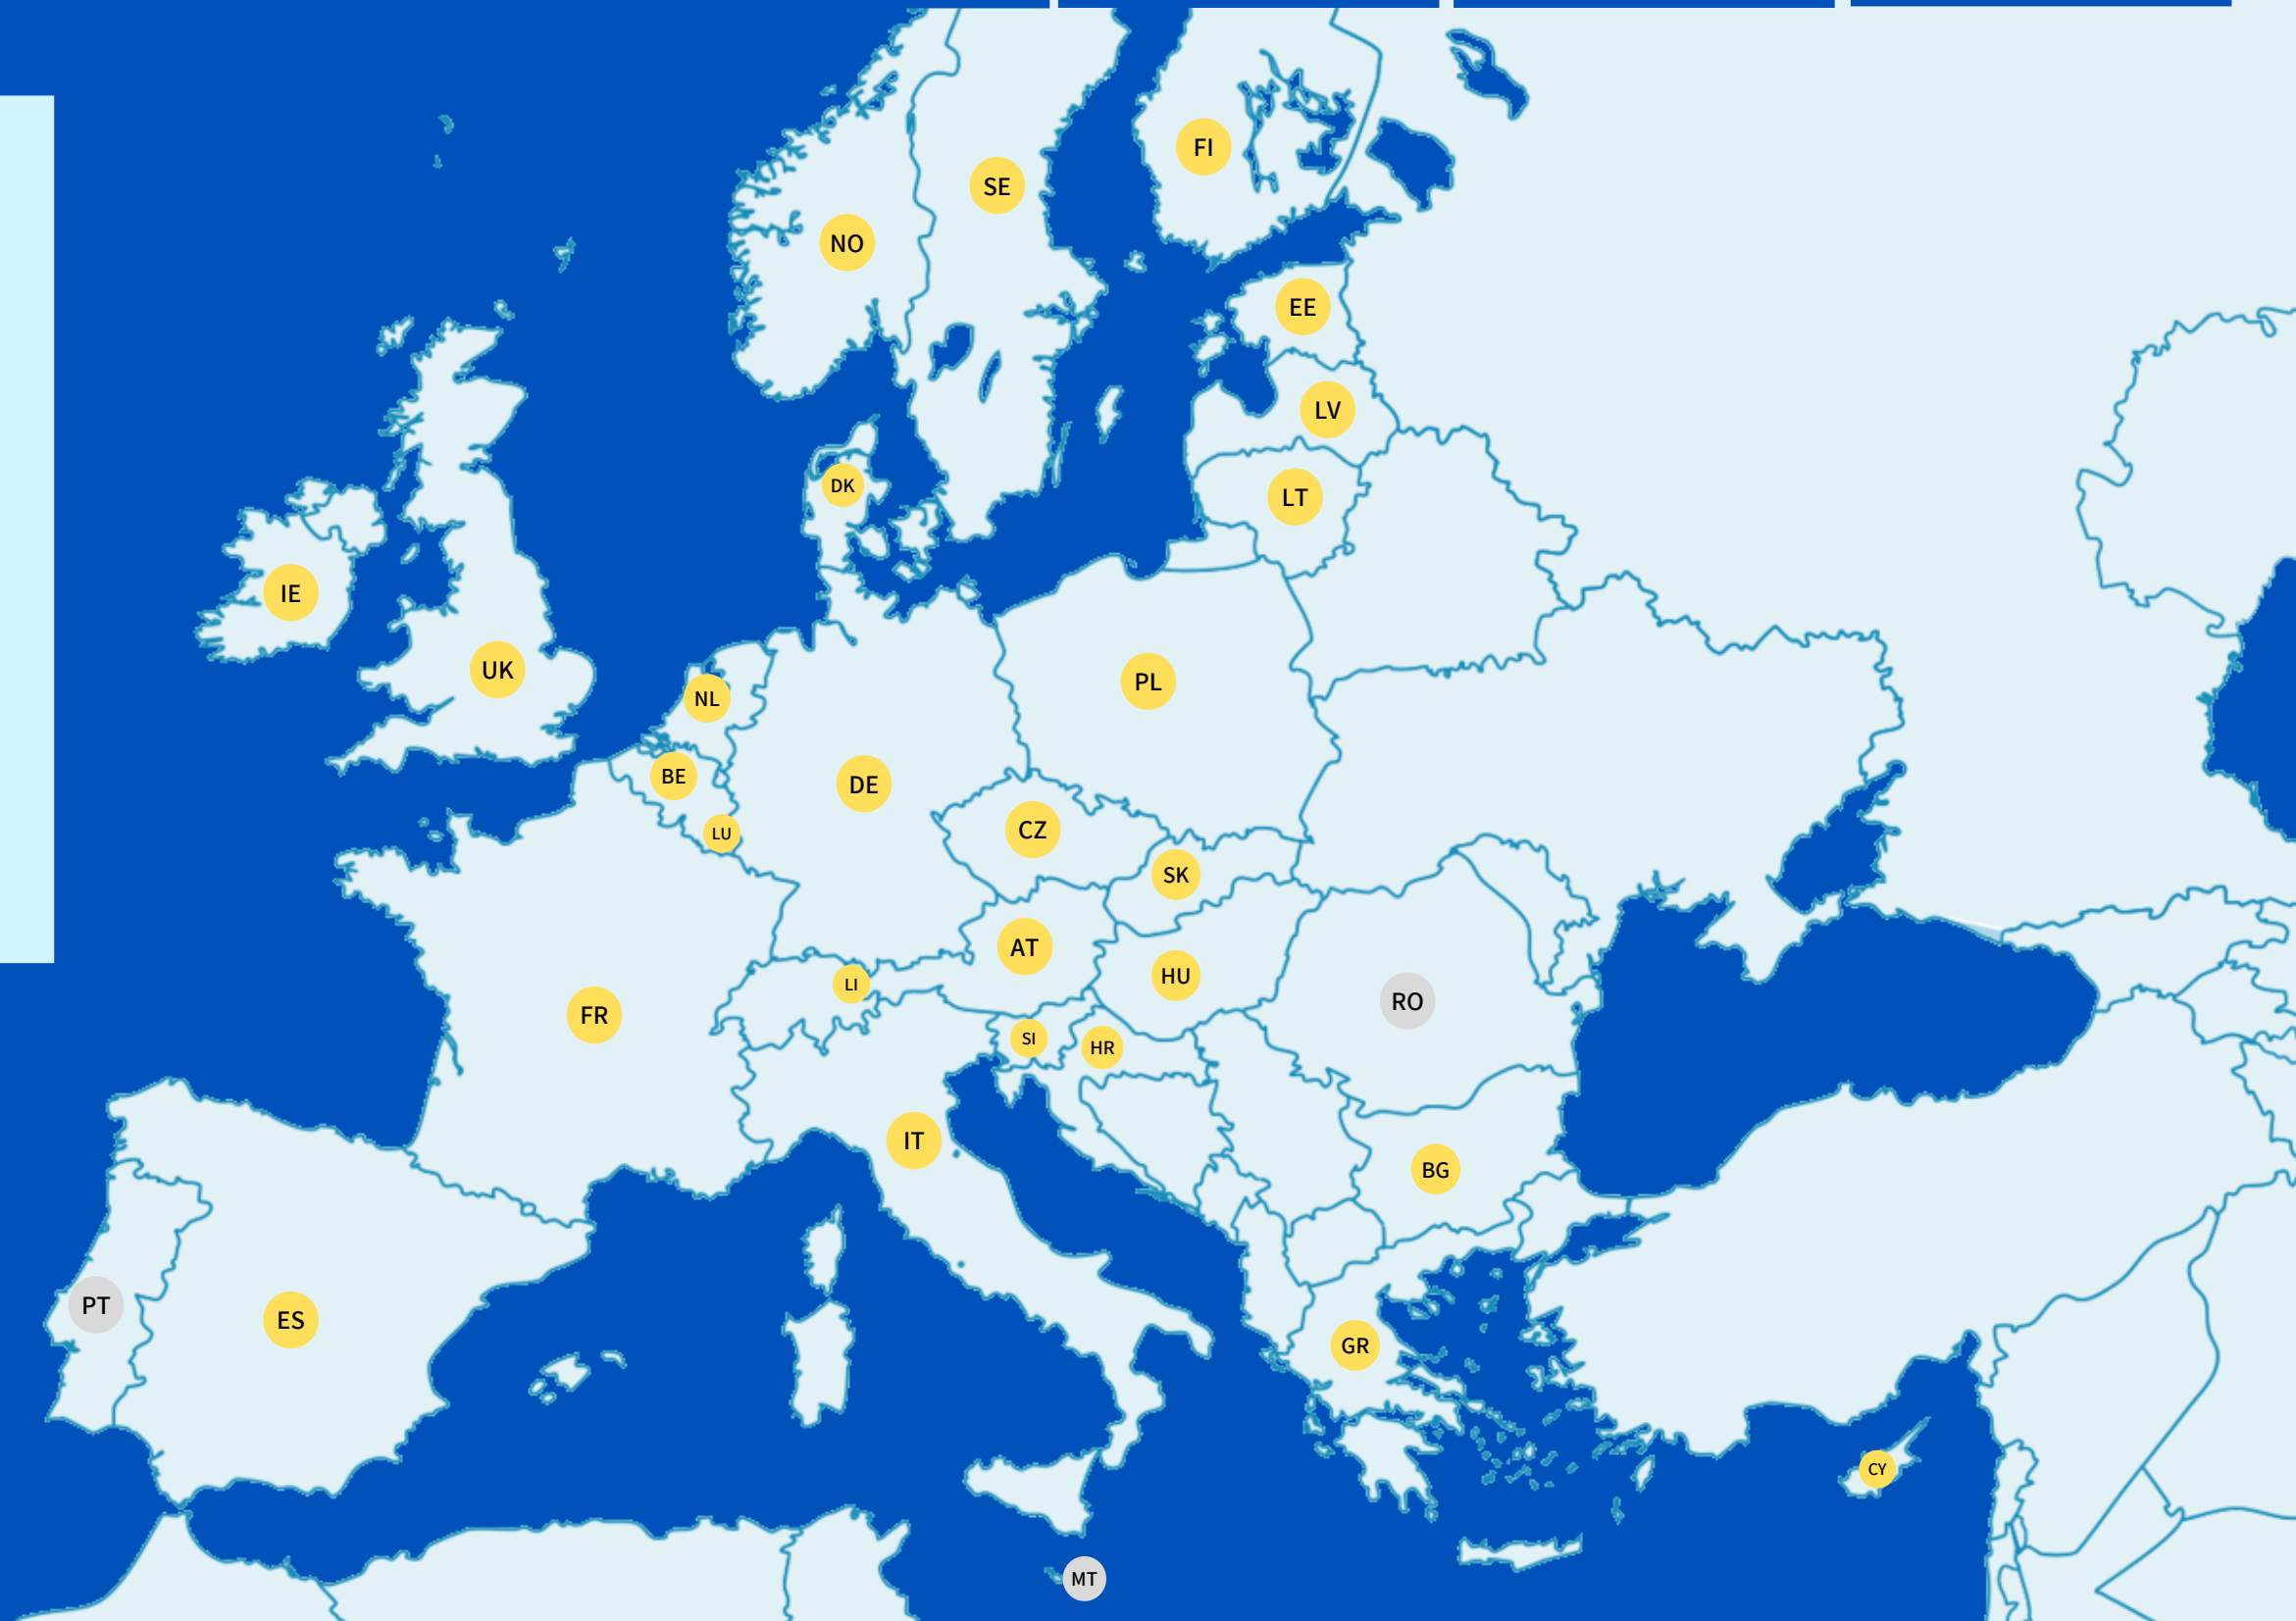 FI
SE
NO
EE
LV
DK
LT
IE
UK
PL
NL
BE
DE
CZ
LU
SK
AT
HU
LI
RO
FR
SI
HR
IT
BG
PT
ES
GR
CY
MT